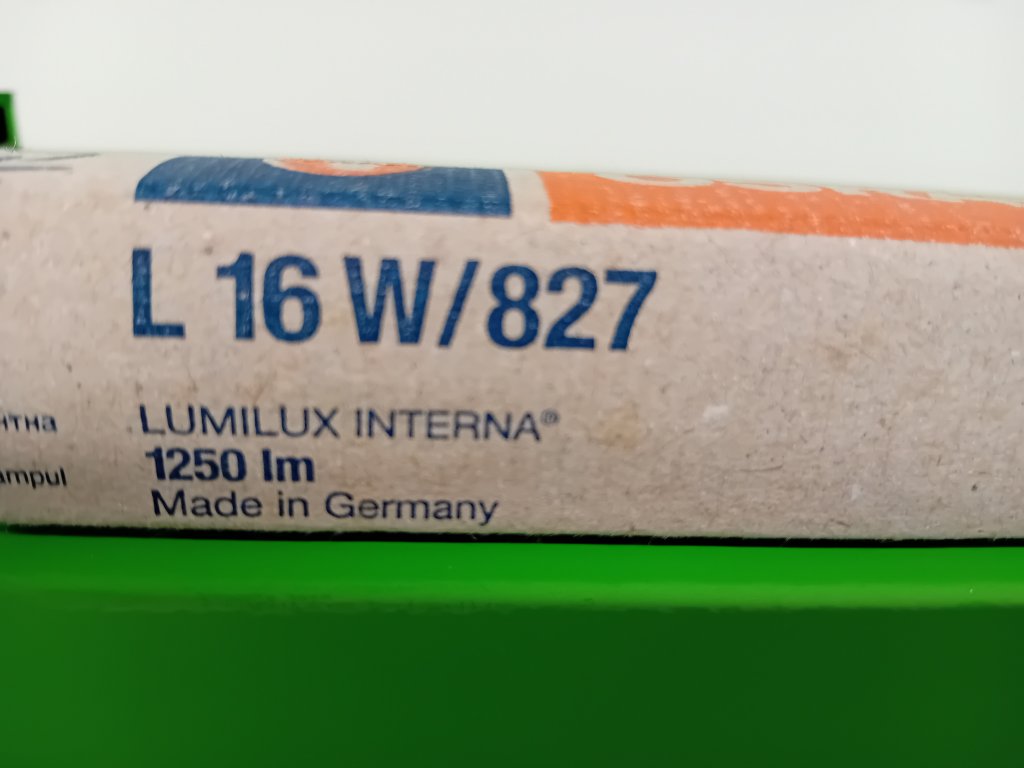 L 16 W/827
LUMILUX INTERNA®
1250 lm
Made in Germany